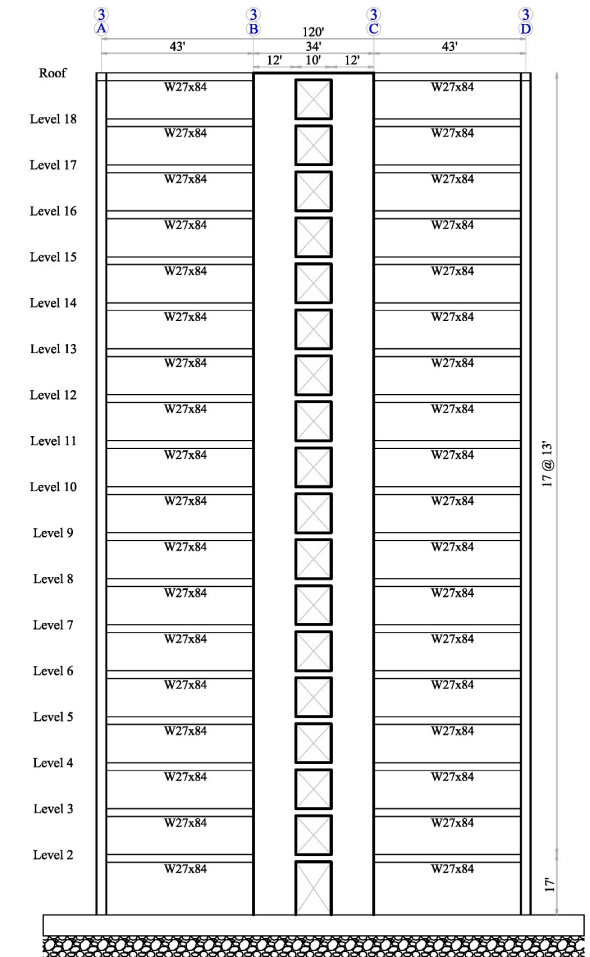 3 3 3 3
A B C D
120'
43' 34' 43'
12' 10' 12'
Roof
W27x84 W27x84
Level 18
W27x84 W27x84
Level 17
W27x84 W27x84
Level 16
W27x84 W27x84
Level 15
W27x84 W27x84
Level 14
W27x84 W27x84
Level 13
W27x84 W27x84
Level 12
W27x84 W27x84
Level 11
W27x84 W27x84
17 @ 13'
Level 10
W27x84 W27x84
Level 9
W27x84 W27x84
Level 8
W27x84 W27x84
Level 7
W27x84 W27x84
Level 6
W27x84 W27x84
Level 5
W27x84 W27x84
Level 4
W27x84 W27x84
Level 3
W27x84 W27x84
Level 2
W27x84 W27x84
17'